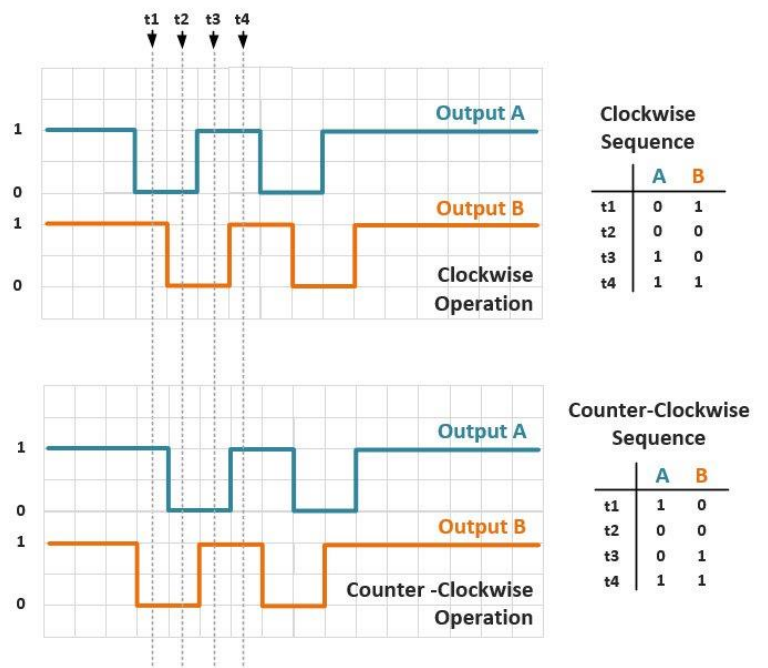 t1 t2 t3 t4
Output A
1
0
Output B
1
0
Clockwise
Operation
Clockwise
Sequence
A B
t1 0 1
t2 0 0
t3 1 0
t4 1 1
Output A
1
0
Output B
1
0
Counter -Clockwise
Operation
Counter-Clockwise
Sequence
A B
t1 1 0
t2 0 0
t3 0 1
t4 1 1